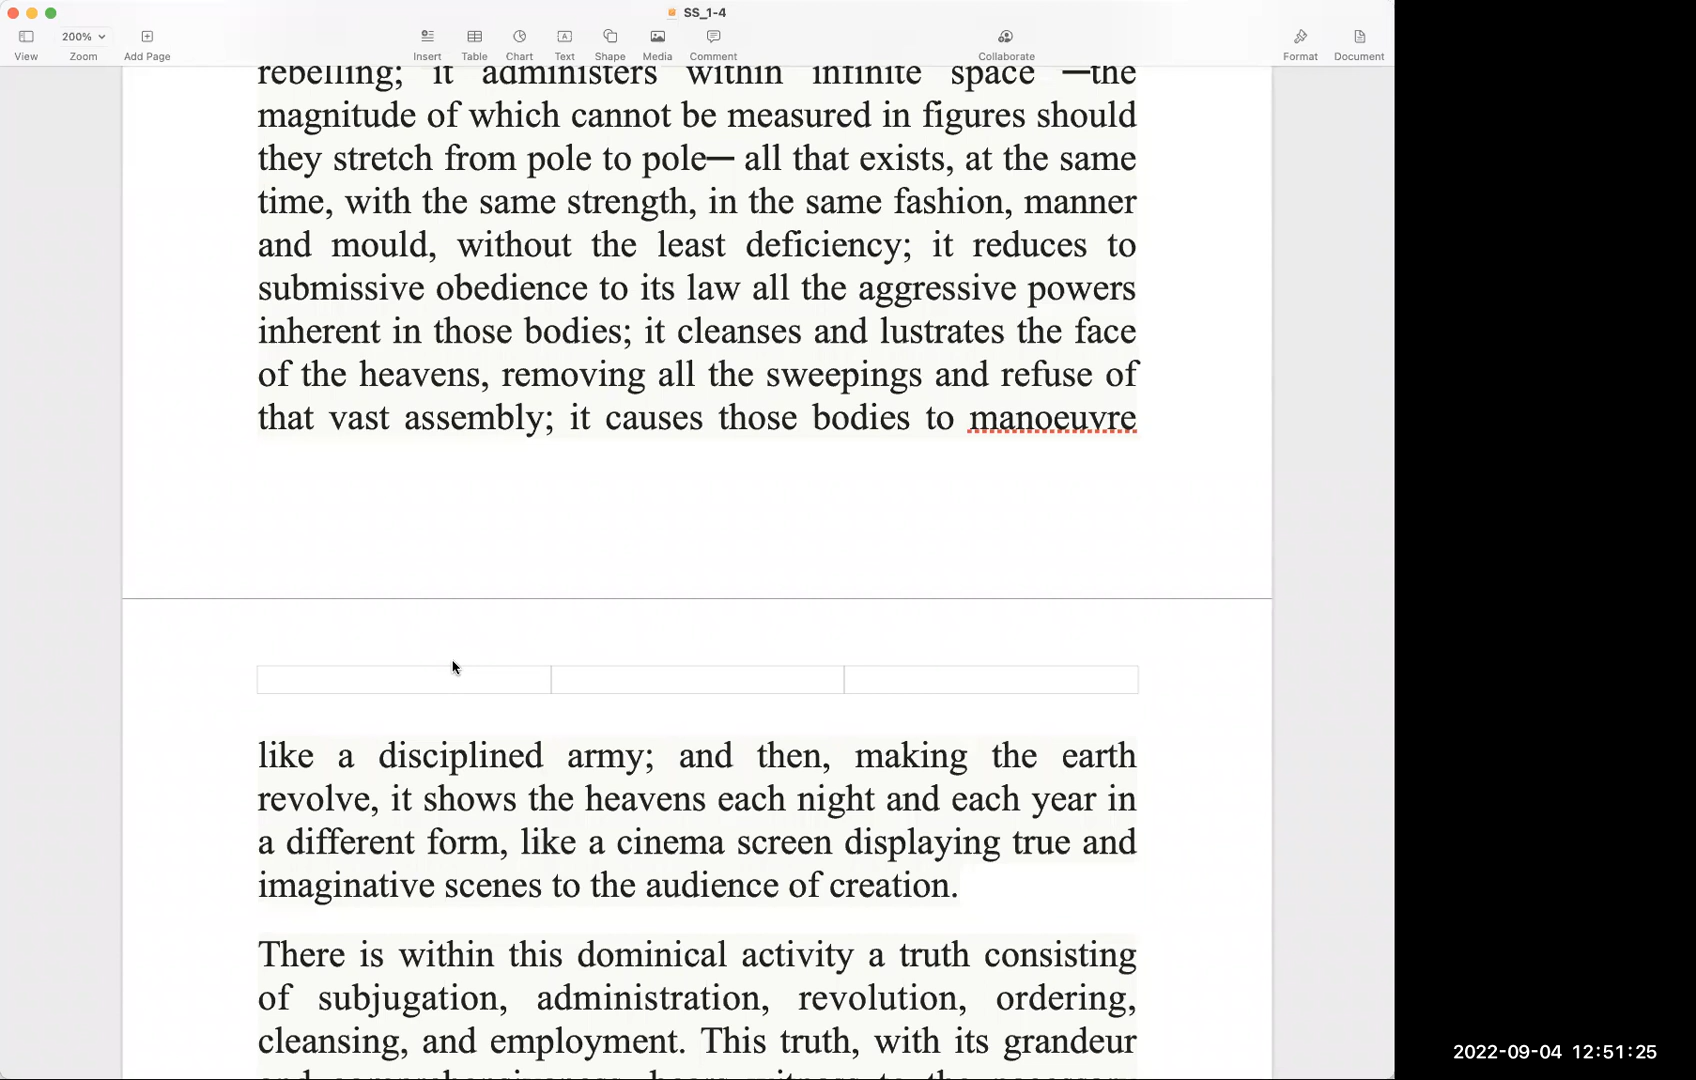 SS_1-4
200%
View
Zoom
Add Page
Insert
Table
Chart
Text
Shape
Media
Comment
Collaborate
Format
Document
rebelling; it administers within infinite space —the
magnitude of which cannot be measured in figures should
they stretch from pole to pole— all that exists, at the same
time, with the same strength, in the same fashion, manner
and mould, without the least deficiency; it reduces to
submissive obedience to its law all the aggressive powers
inherent in those bodies; it cleanses and lustrates the face
of the heavens, removing all the sweepings and refuse of
that vast assembly; it causes those bodies to manoeuvre
like a disciplined army; and then, making the earth
revolve, it shows the heavens each night and each year in
a different form, like a cinema screen displaying true and
imaginative scenes to the audience of creation.
There is within this dominical activity a truth consisting
of subjugation, administration, revolution, ordering,
cleansing, and employment. This truth, with its grandeur
and comprehensiveness, bears witness to the necessary
2022-09-04 12:51:25